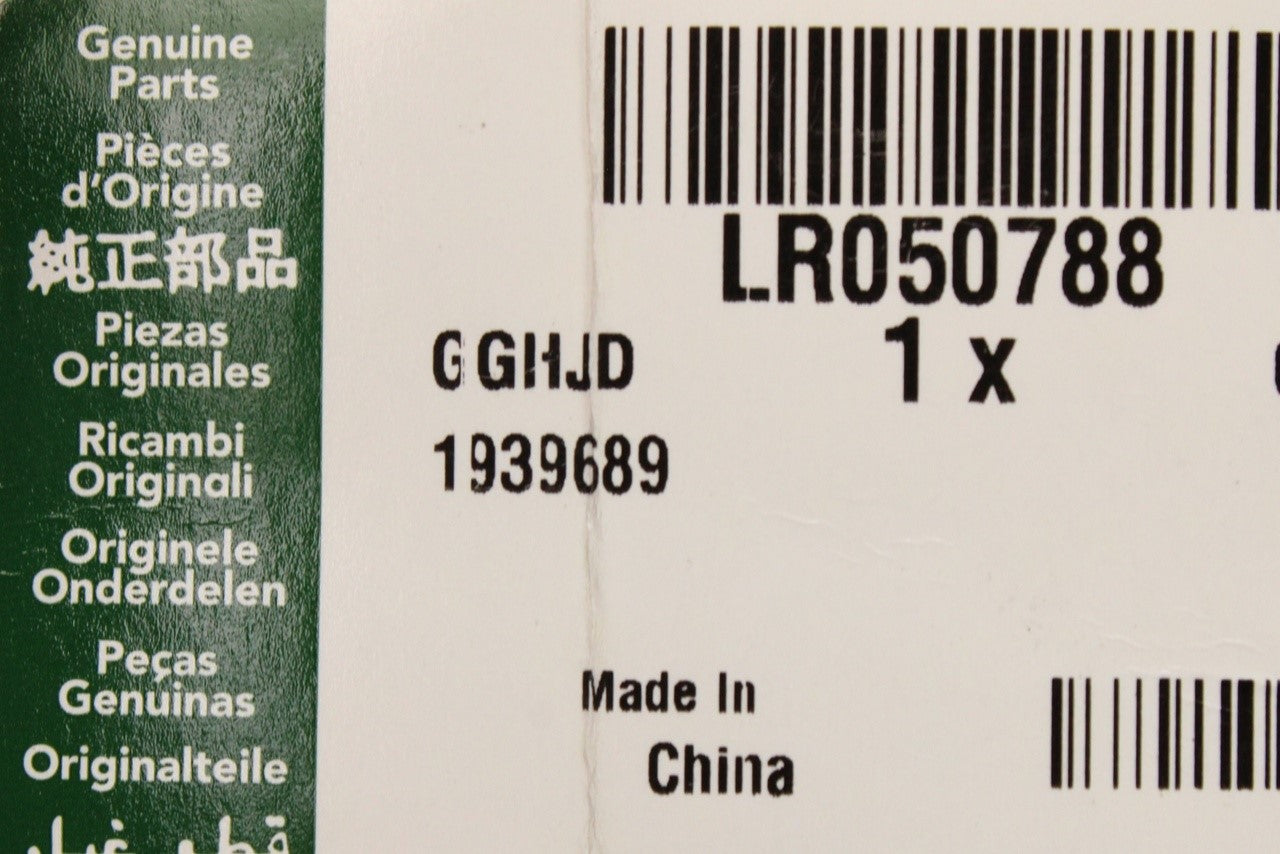 Genuine
Parts
Pièces
d'Origine
純正部品
Piezas
Originales
Ricambi
Originali
Originele
Onderdelen
Peças
Genuinas
Originalteile
LR050788
1 x
GGHJD
1939689
Made In
China